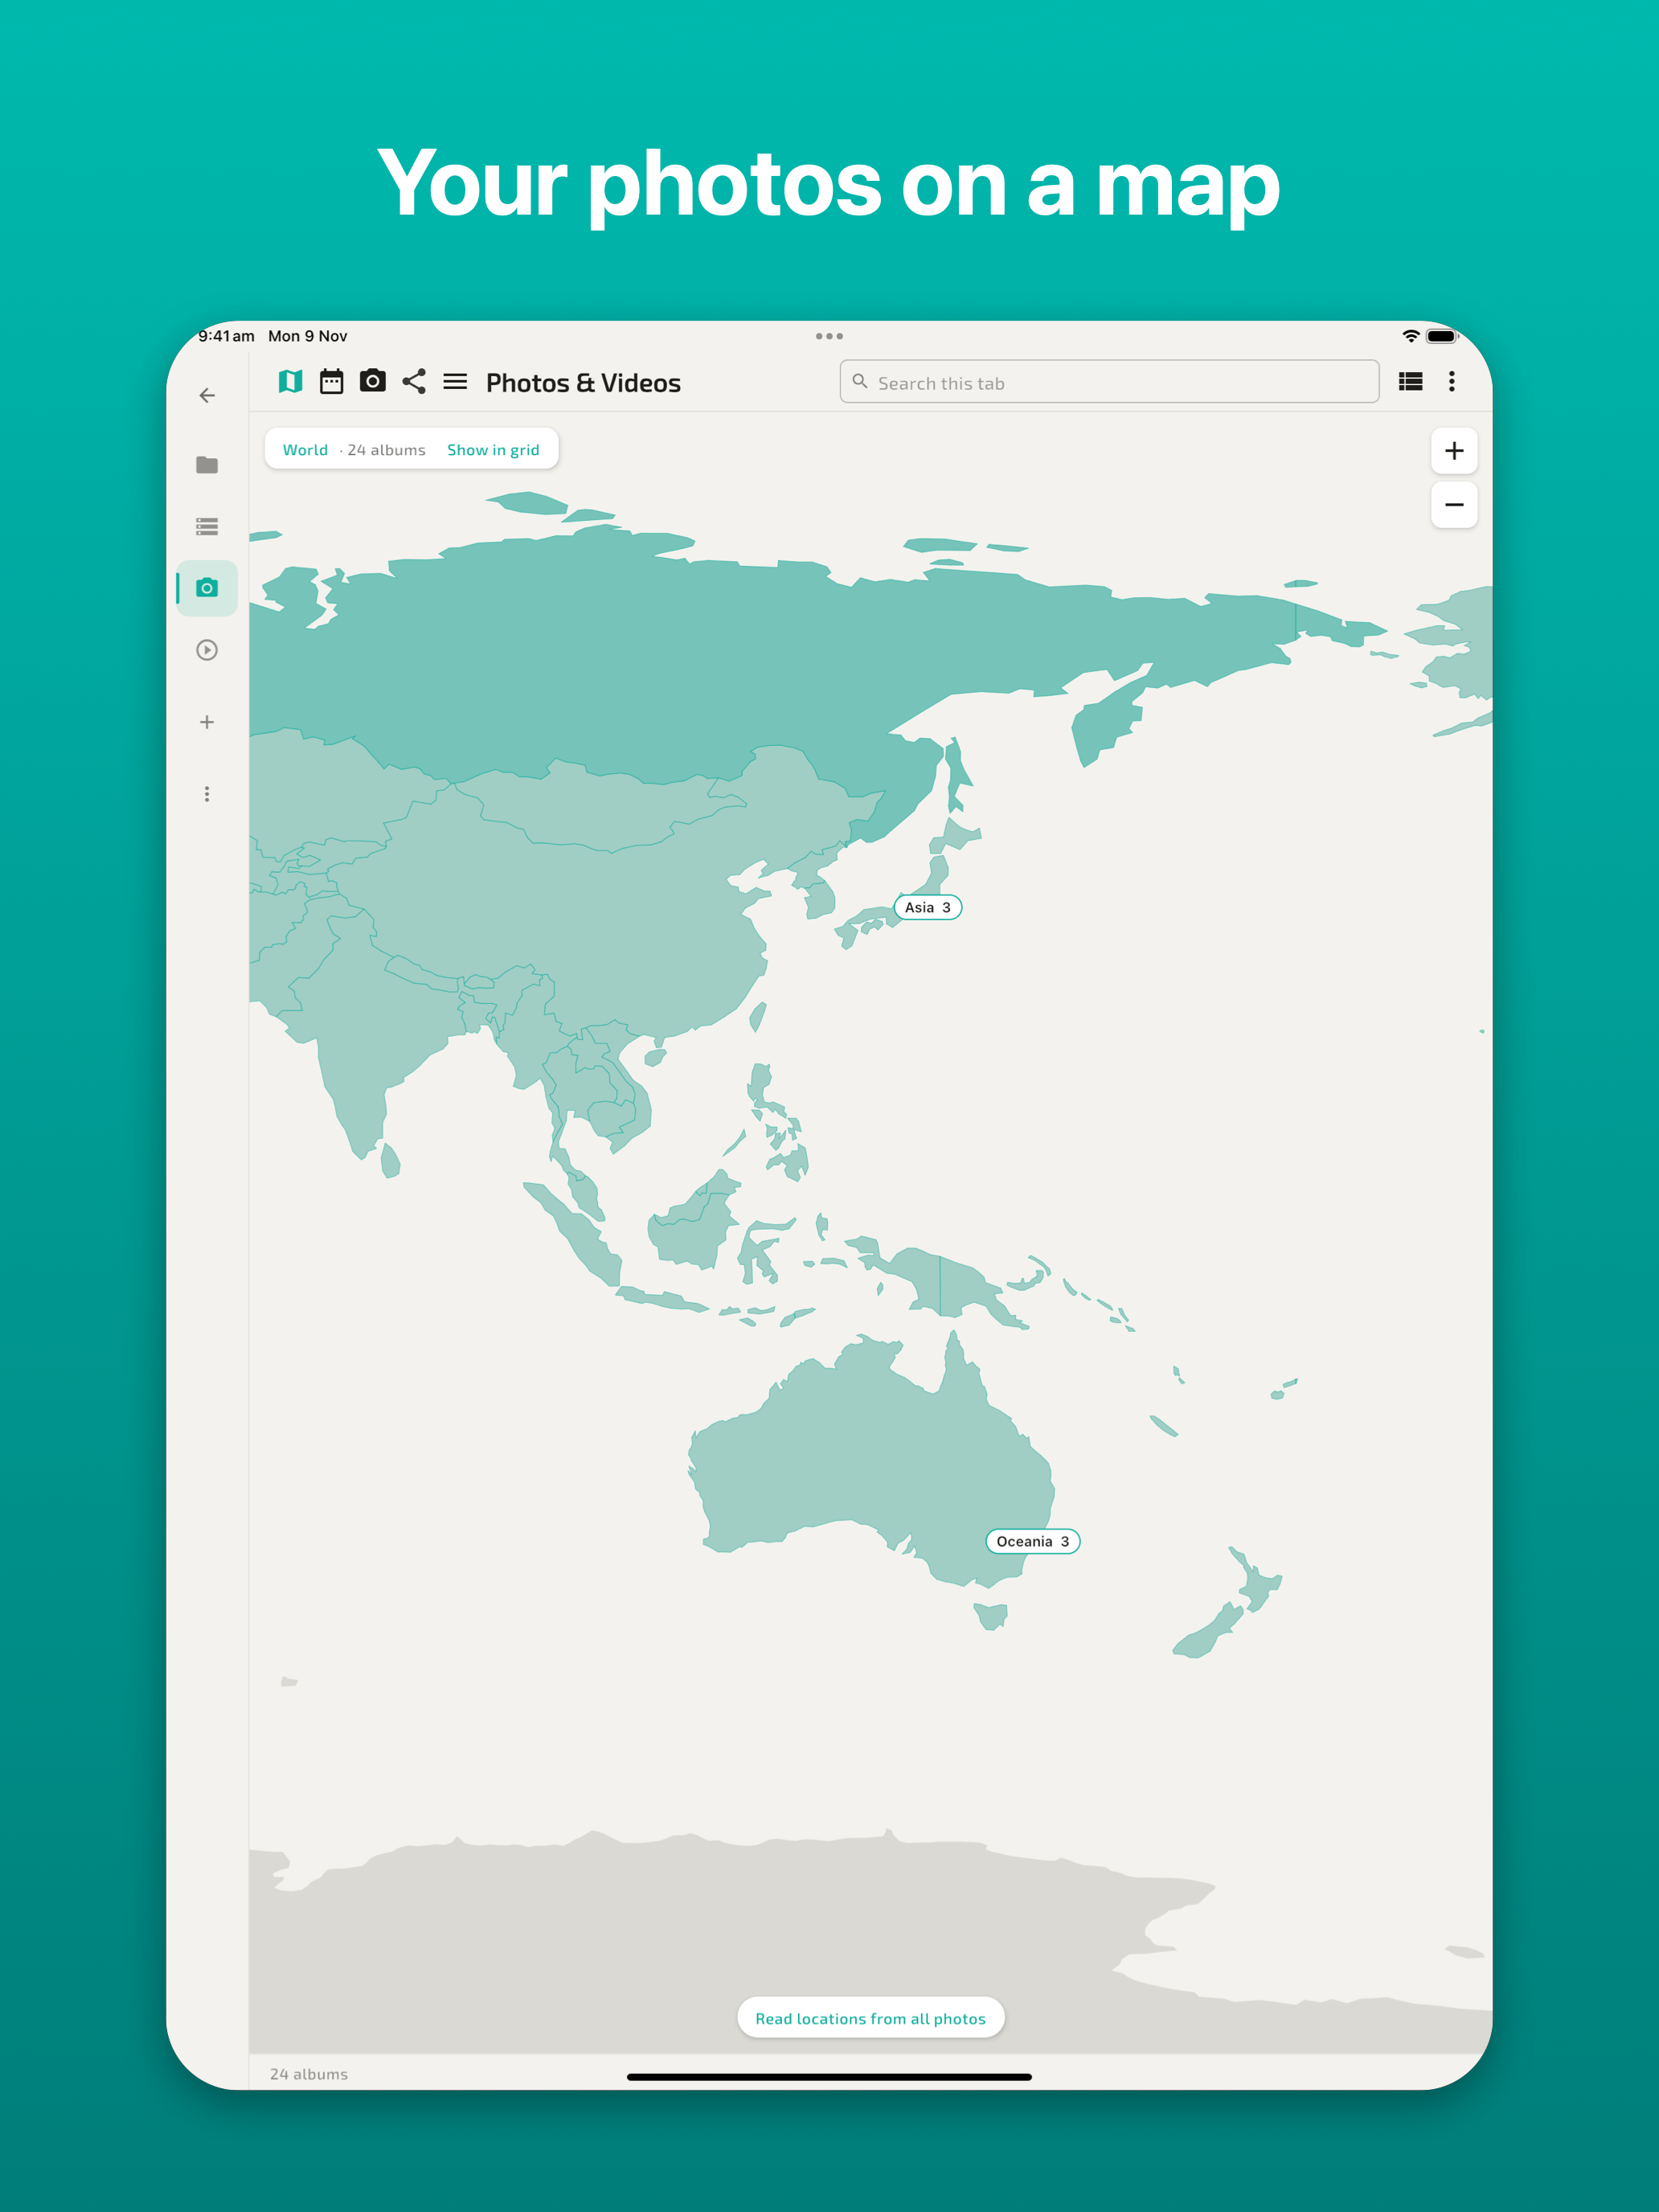 Your photos on a map
9:41 am Mon 9 Nov
Photos & Videos
Search this tab
World · 24 albums Show in grid
Asia 3
Oceania 3
Read locations from all photos
24 albums